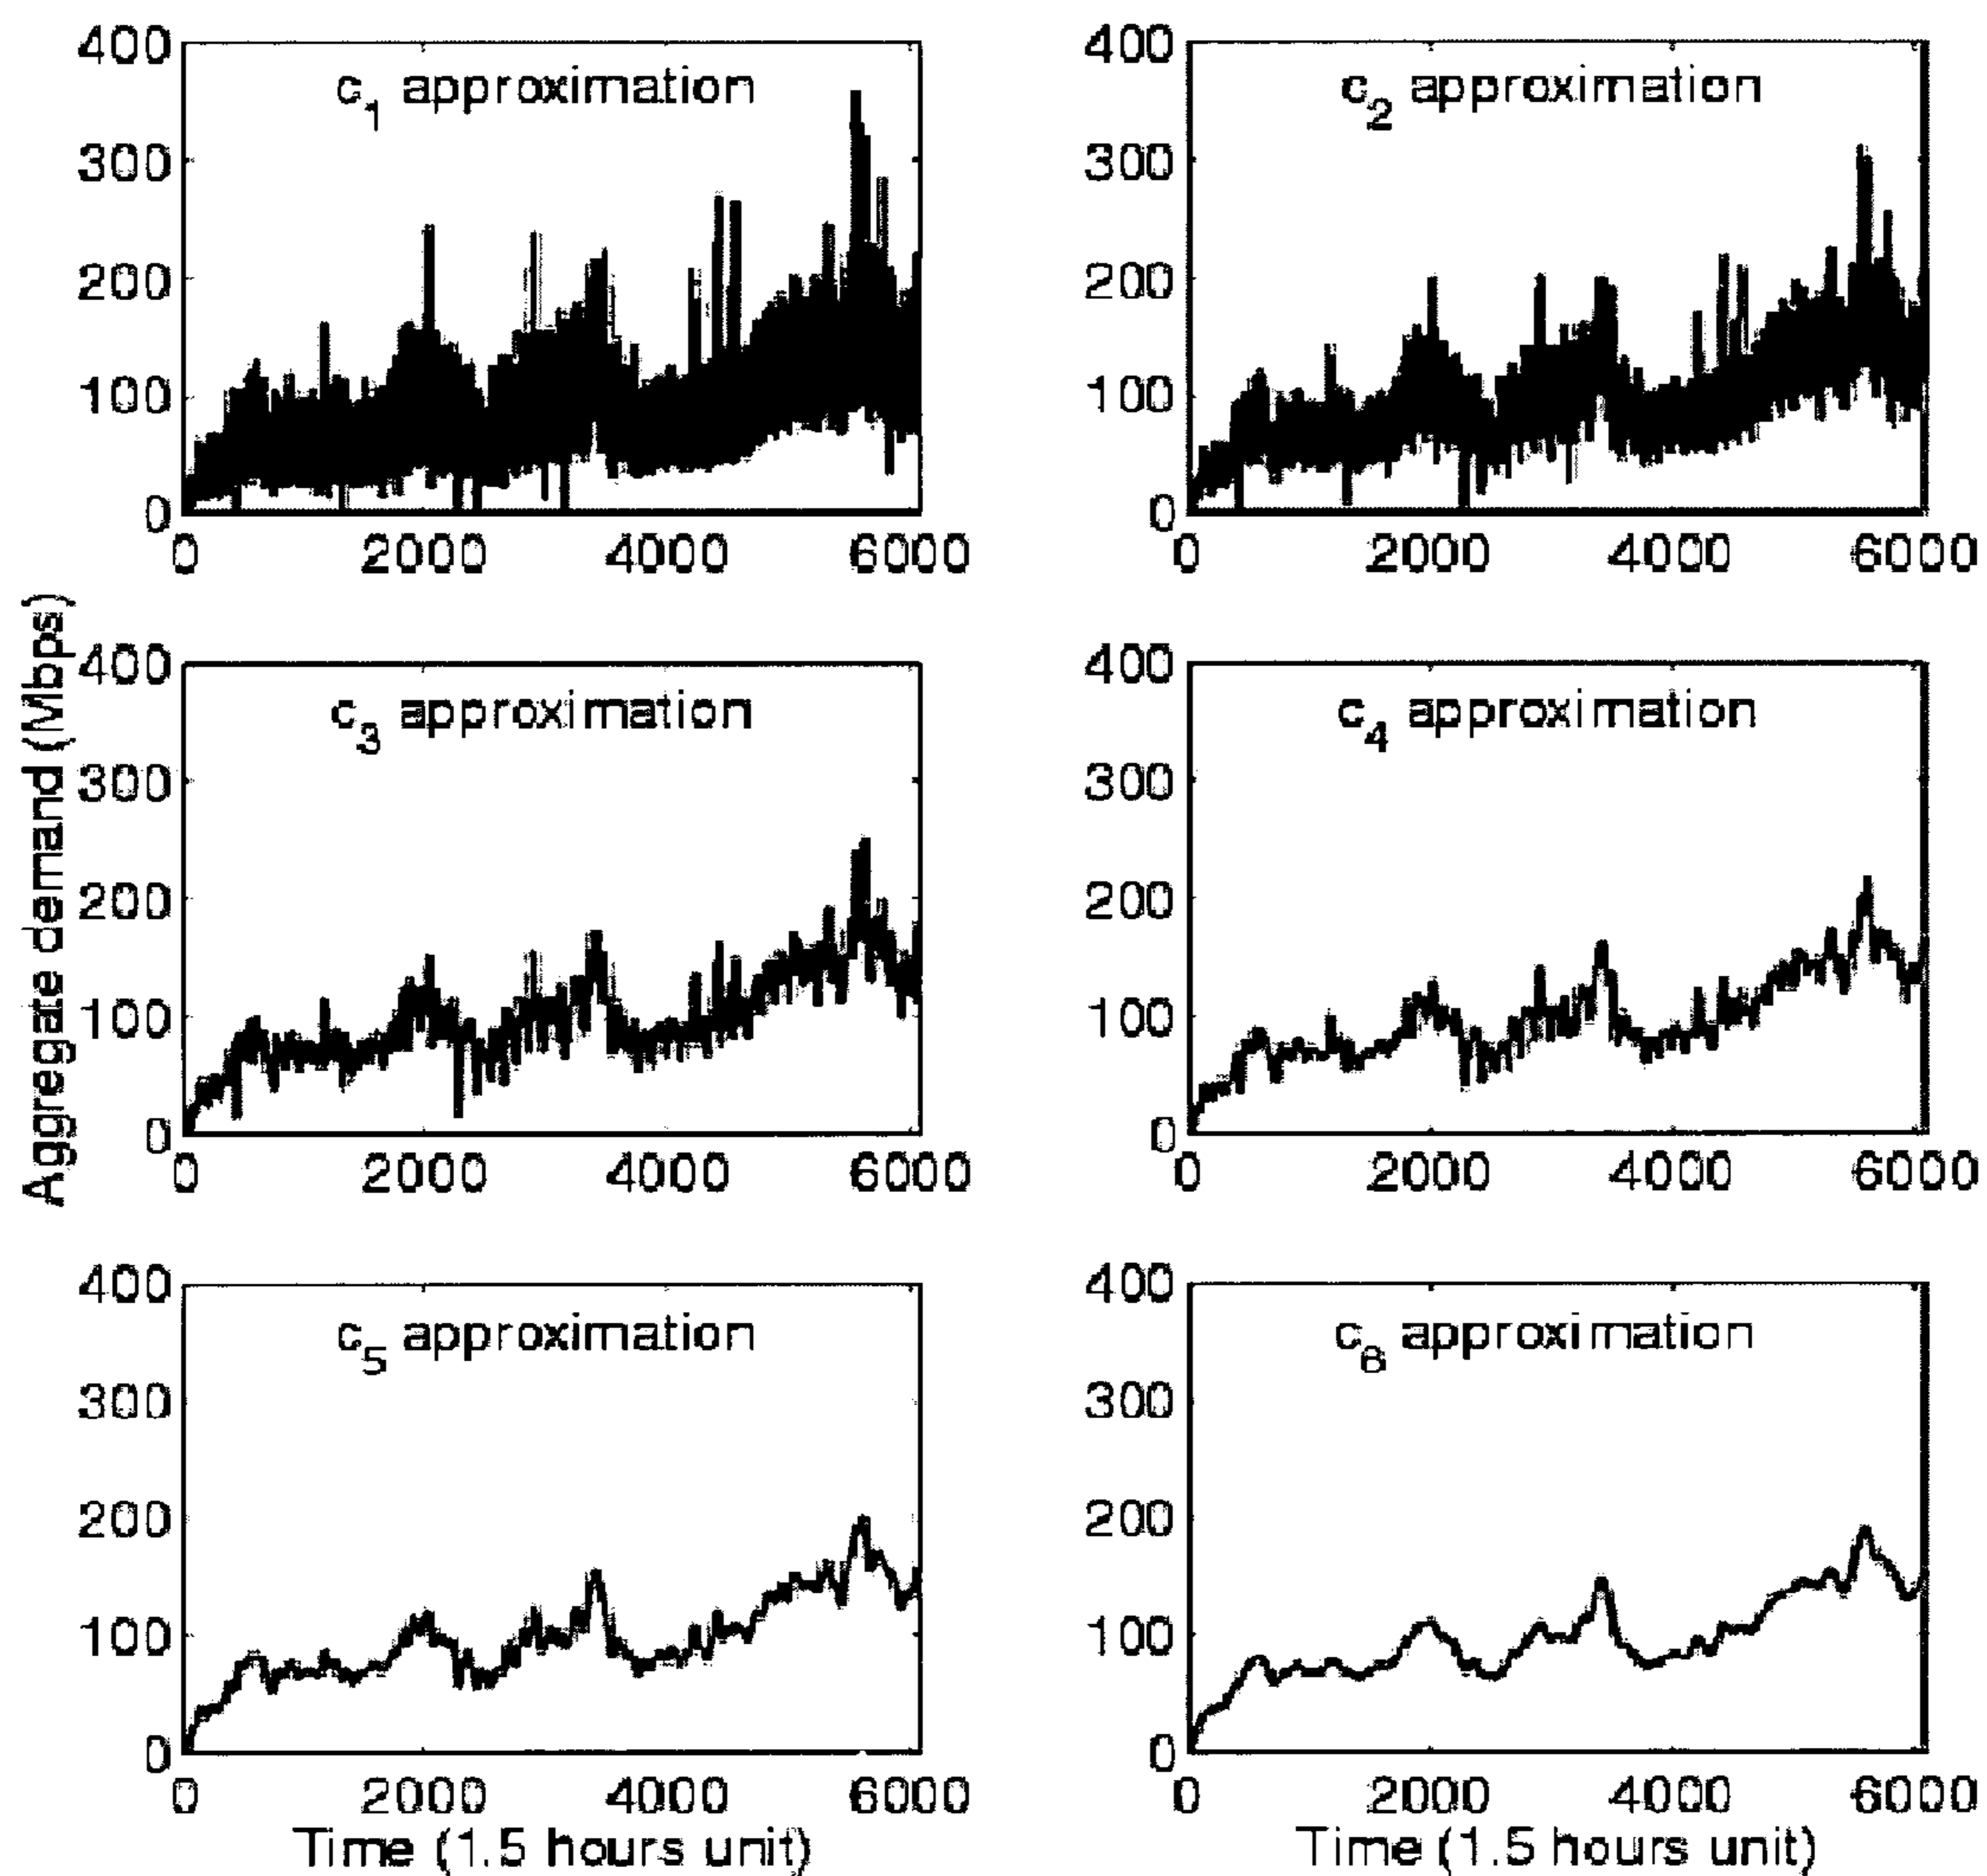 400
300
200
100
0
c1 approximation
0 2000 4000 6000
400
300
200
100
0
c2 approximation
0 2000 4000 6000
Aggregate demand (Mbps)
400
300
200
100
0
c3 approximation
0 2000 4000 6000
400
300
200
100
0
c4 approximation
0 2000 4000 6000
400
300
200
100
0
c5 approximation
0 2000 4000 6000
Time (1.5 hours unit)
400
300
200
100
0
c6 approximation
0 2000 4000 6000
Time (1.5 hours unit)